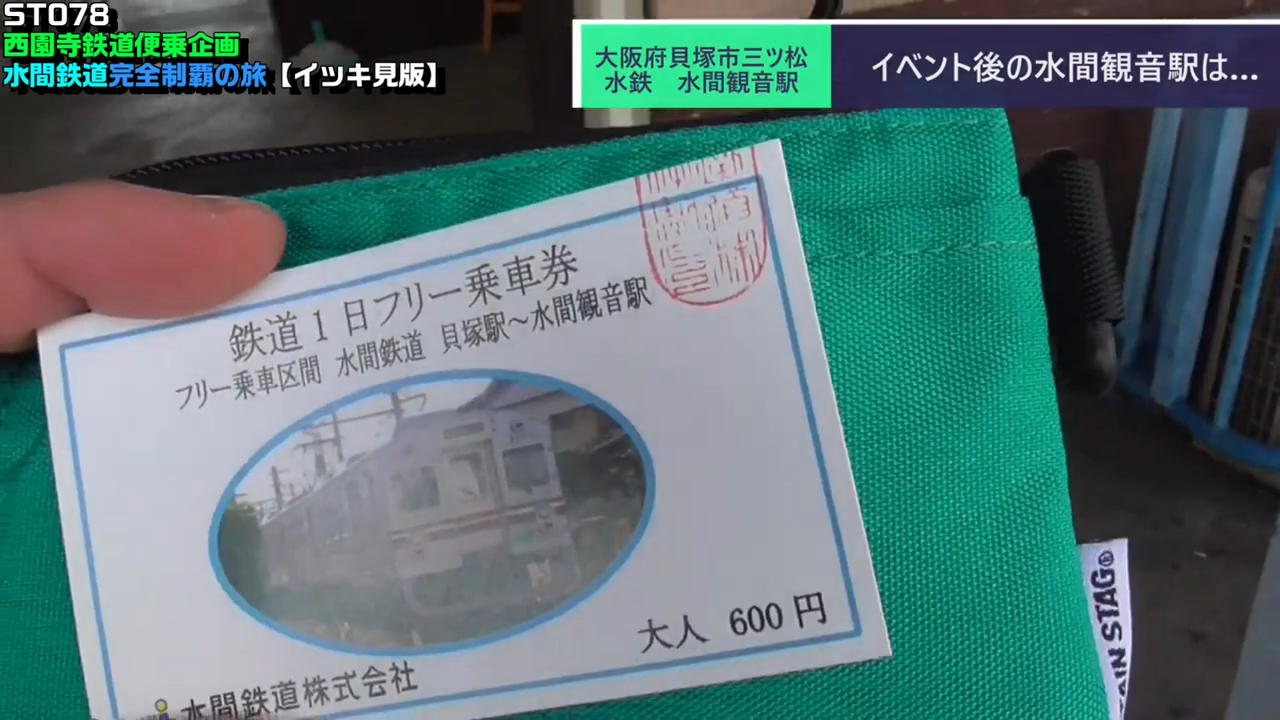 ST078
西園寺鉄道便乗企画
水間鉄道完全制覇の旅【イツキ見版】
大阪府貝塚市三ツ松
水鉄 水間観音駅
イベント後の水間観音駅は…
鉄道1日フリー乗車券
フリー乗車区間 水間鉄道 貝塚駅～水間観音駅
大人 600円
水間鉄道株式会社
STAG®